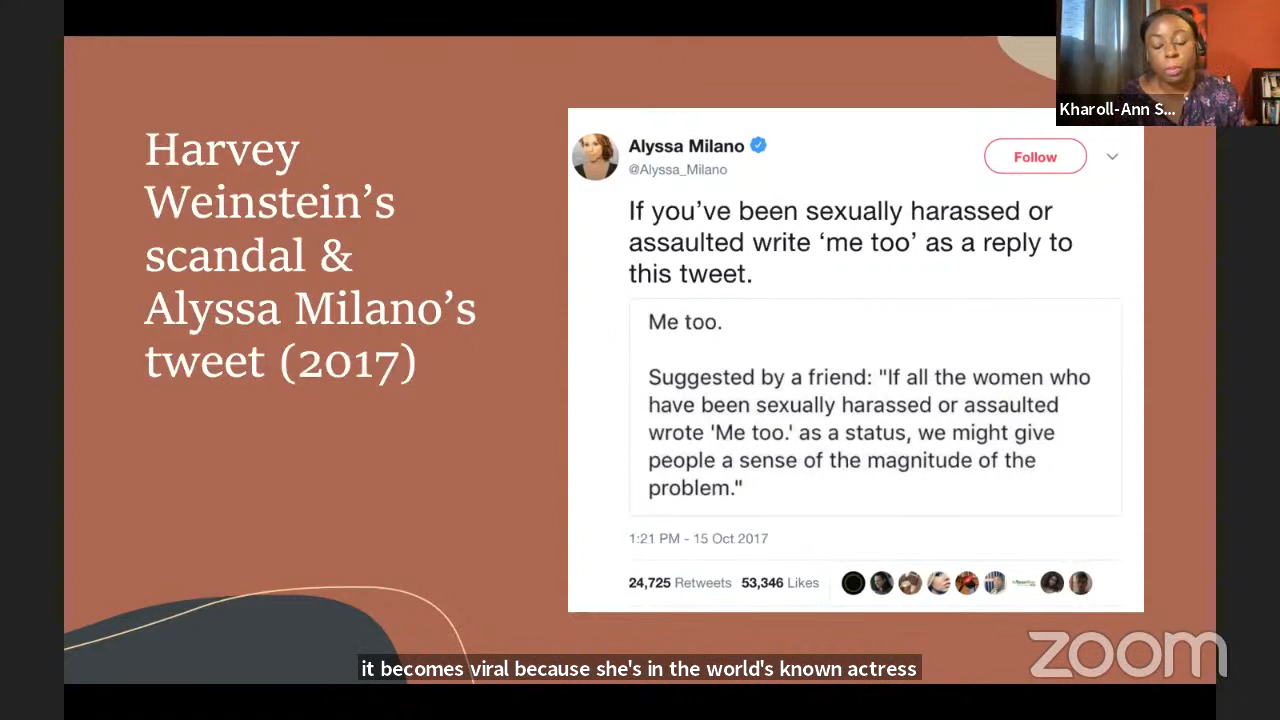 Harvey
Weinstein’s
scandal &
Alyssa Milano’s
tweet (2017)
Alyssa Milano
@Alyssa_Milano
Follow
If you’ve been sexually harassed or
assaulted write ‘me too’ as a reply to
this tweet.
Me too.
Suggested by a friend: "If all the women who
have been sexually harassed or assaulted
wrote 'Me too.' as a status, we might give
people a sense of the magnitude of the
problem."
1:21 PM - 15 Oct 2017
24,725 Retweets 53,346 Likes
Kharoll-Ann S...
zoom
it becomes viral because she's in the world's known actress